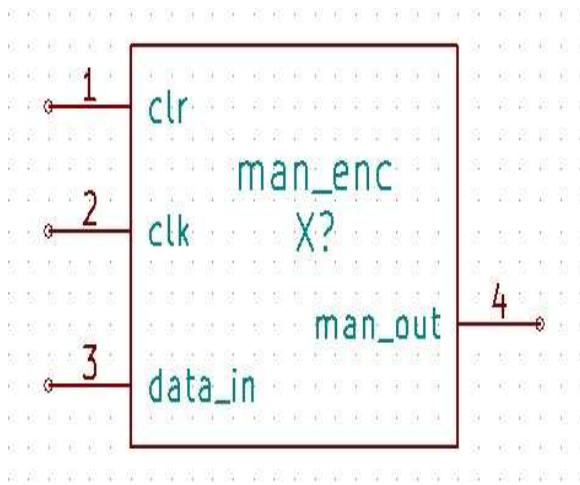 1
clr
man_enc
2
clk
X?
4
man_out
3
data_in